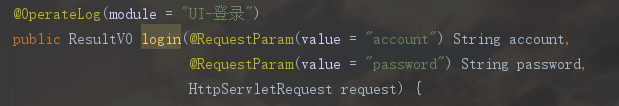 @OperateLog(module = "UI-登录")
public ResultVO login(@RequestParam(value = "account") String account,
@RequestParam(value = "password") String password,
HttpServletRequest request) {